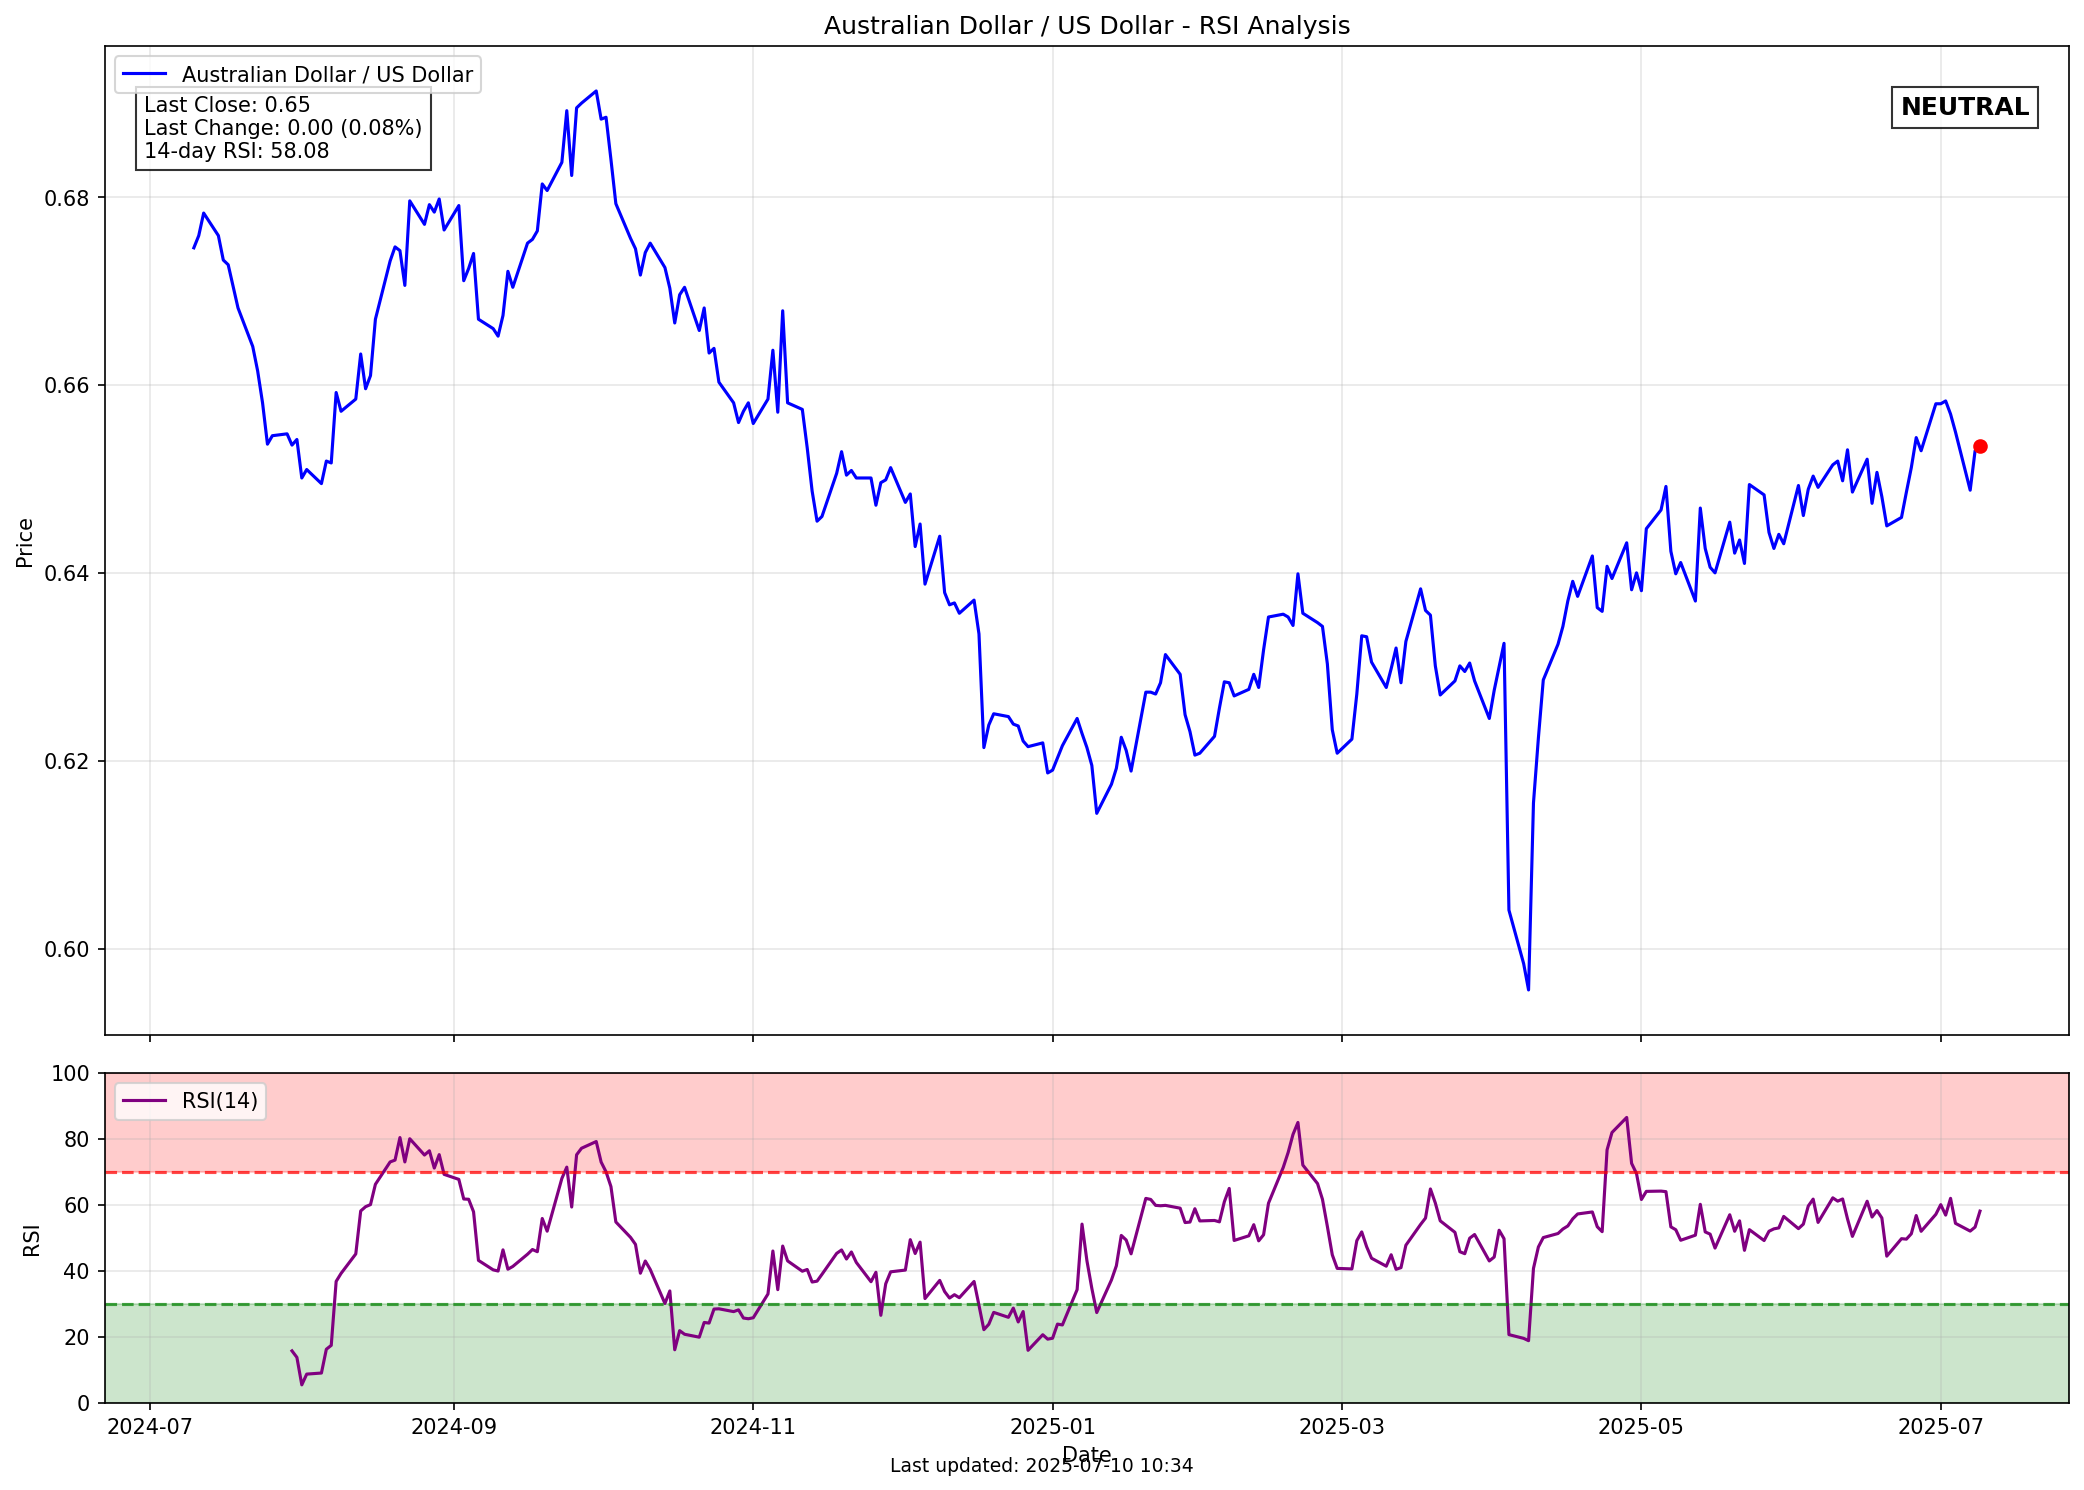 Australian Dollar / US Dollar - RSI Analysis
Australian Dollar / US Dollar
Last Close: 0.65
Last Change: 0.00 (0.08%)
14-day RSI: 58.08
NEUTRAL
Price
0.68
0.66
0.64
0.62
0.60
RSI(14)
RSI
100
80
60
40
20
0
2024-07
2024-09
2024-11
2025-01
2025-03
2025-05
2025-07
Date
Last updated: 2025-07-10 10:34